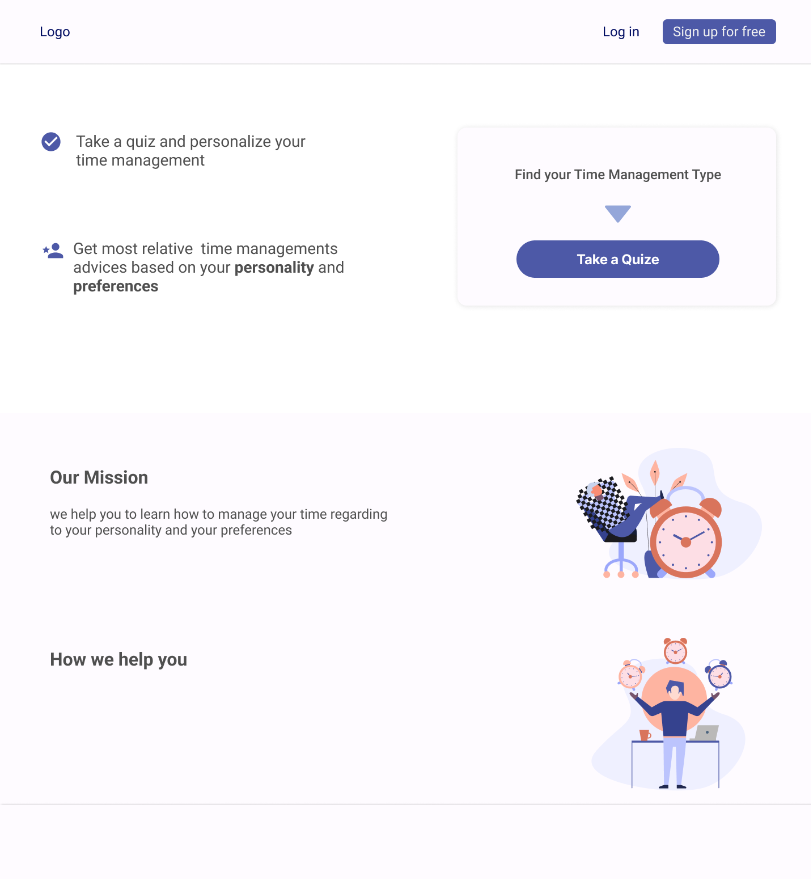 Logo
Log in
Sign up for free
Take a quiz and personalize your
time management
Get most relative  time managements
advices based on your personality and
preferences
Find your Time Management Type
Take a Quize
Our Mission
we help you to learn how to manage your time regarding
to your personality and your preferences
How we help you